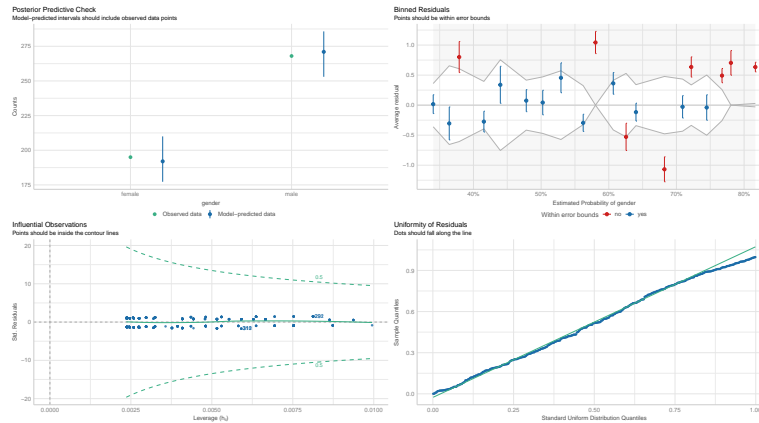 Posterior Predictive Check
Model-predicted intervals should include observed data points
275
250
225
200
175
Counts
female
male
gender
Observed data
Model-predicted data
Binned Residuals
Points should be within error bounds
1.0
0.5
0.0
−0.5
−1.0
Average residual
40%
50%
60%
70%
80%
Estimated Probability of gender
Within error bounds
no
yes
Influential Observations
Points should be inside the contour lines
20
10
0
−10
−20
Std. Residuals
0.5
0.5
0.0000
0.0025
0.0050
0.0075
0.0100
Leverage (hᵢᵢ)
Uniformity of Residuals
Dots should fall along the line
0.9
0.6
0.3
0.0
Sample Quantiles
0.00
0.25
0.50
0.75
1.00
Standard Uniform Distribution Quantiles